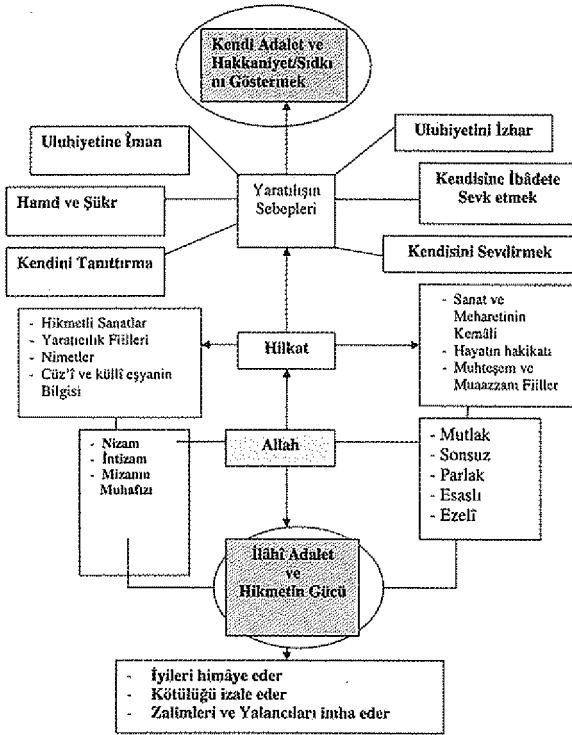 Kendi Adalet ve
Hakkaniyet/Sıdkı
nı Göstermek
Uluhiyetine İman
Uluhiyetini İzhar
Yaratılışın
Sebepleri
Hamd ve Şükr
Kendisine İbâdete
Sevk etmek
Kendini Tanıttırma
Kendisini Sevdirmek
- Hikmetli Sanatlar
- Yaratıcılık Fiilleri
- Nimetler
- Cüz'î ve küllî eşyanin
Bilgisi
Hilkat
- Sanat ve
Meharetinin
Kemâli
- Hayatın hakikatı
- Muhteşem ve
Muazzam Fiiller
- Nizam
- İntizam
- Mizanın
Muhafızı
Allah
- Mutlak
- Sonsuz
- Parlak
- Esaslı
- Ezelî
İlâhî Adalet
ve
Hikmetin Gücü
- İyileri himâye eder
- Kötülüğü izale eder
- Zalimleri ve Yalancıları imha eder